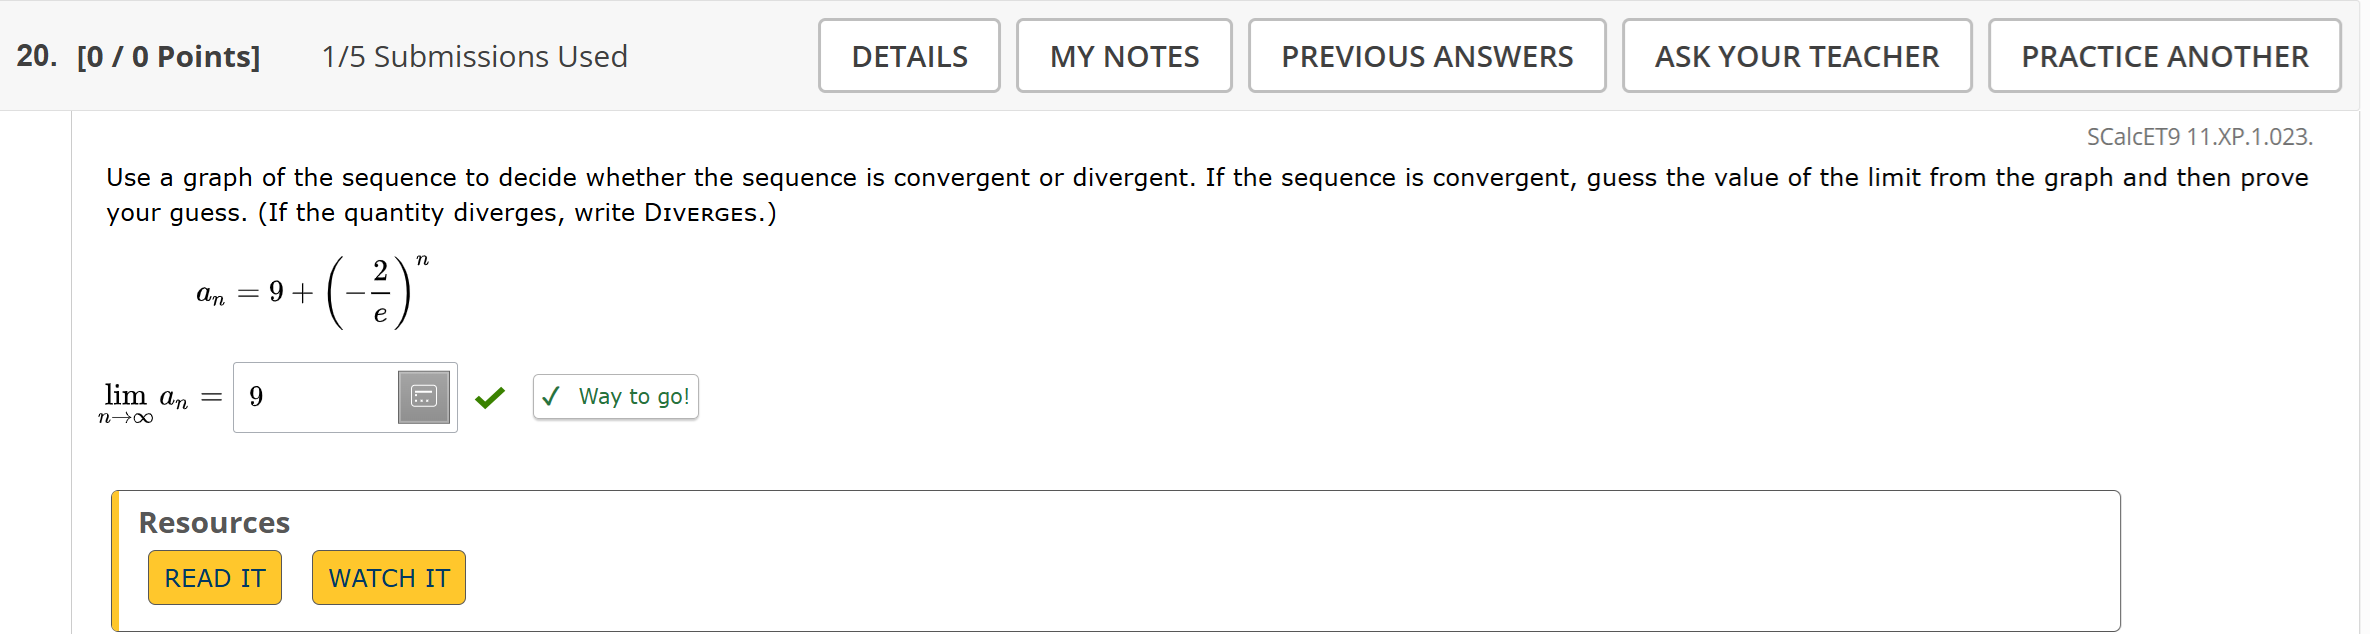 20. [0 / 0 Points] 1/5 Submissions Used DETAILS MY NOTES PREVIOUS ANSWERS ASK YOUR TEACHER PRACTICE ANOTHER
SCalcET9 11.XP.1.023.
Use a graph of the sequence to decide whether the sequence is convergent or divergent. If the sequence is convergent, guess the value of the limit from the graph and then prove
your guess. (If the quantity diverges, write DIVERGES.)
aₙ = 9 + (−2/e)ⁿ
lim n→∞ aₙ = 9 ✓ Way to go!
Resources
READ IT WATCH IT